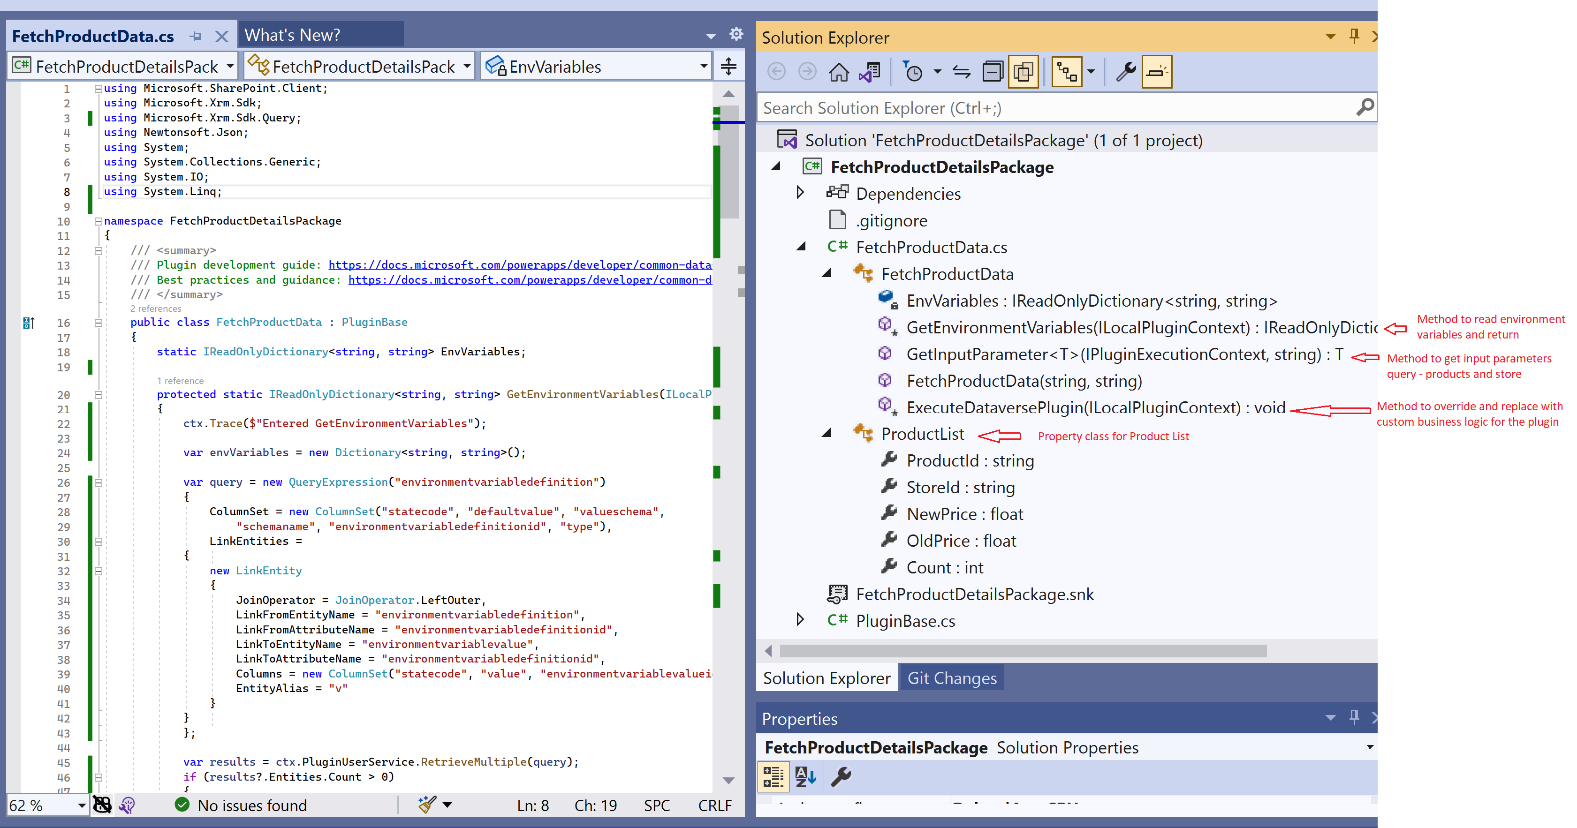 FetchProductData.cs
What's New?
FetchProductDetailsPack
FetchProductDetailsPack
EnvVariables
1 using Microsoft.SharePoint.Client;
2 using Microsoft.Xrm.Sdk;
3 using Microsoft.Xrm.Sdk.Query;
4 using Newtonsoft.Json;
5 using System;
6 using System.Collections.Generic;
7 using System.IO;
8 using System.Linq;
9
10 namespace FetchProductDetailsPackage
11 {
12 /// <summary>
13 /// Plugin development guide: https://docs.microsoft.com/powerapps/developer/common-data
14 /// Best practices and guidance: https://docs.microsoft.com/powerapps/developer/common-d
15 /// </summary>
2 references
16 public class FetchProductData : PluginBase
17 {
18 static IReadOnlyDictionary<string, string> EnvVariables;
19
1 reference
20 protected static IReadOnlyDictionary<string, string> GetEnvironmentVariables(ILocalP
21 {
22 ctx.Trace($"Entered GetEnvironmentVariables");
23
24 var envVariables = new Dictionary<string, string>();
25
26 var query = new QueryExpression("environmentvariabledefinition")
27 {
28 ColumnSet = new ColumnSet("statecode", "defaultvalue", "valueschema",
29 "schemaname", "environmentvariabledefinitionid", "type"),
30 LinkEntities =
31 {
32 new LinkEntity
33 {
34 JoinOperator = JoinOperator.LeftOuter,
35 LinkFromEntityName = "environmentvariabledefinition",
36 LinkFromAttributeName = "environmentvariabledefinitionid",
37 LinkToEntityName = "environmentvariablevalue",
38 LinkToAttributeName = "environmentvariabledefinitionid",
39 Columns = new ColumnSet("statecode", "value", "environmentvariablevaluei
40 EntityAlias = "v"
41 }
42 }
43 };
44
45 var results = ctx.PluginUserService.RetrieveMultiple(query);
46 if (results?.Entities.Count > 0)
47 {
62 %
No issues found
Ln: 8 Ch: 19 SPC CRLF
Solution Explorer
Search Solution Explorer (Ctrl+;)
Solution 'FetchProductDetailsPackage' (1 of 1 project)
C# FetchProductDetailsPackage
Dependencies
.gitignore
C# FetchProductData.cs
FetchProductData
EnvVariables : IReadOnlyDictionary<string, string>
GetEnvironmentVariables(ILocalPluginContext) : IReadOnlyDictio
GetInputParameter<T>(IPluginExecutionContext, string) : T
FetchProductData(string, string)
ExecuteDataversePlugin(ILocalPluginContext) : void
ProductList
ProductId : string
StoreId : string
NewPrice : float
OldPrice : float
Count : int
FetchProductDetailsPackage.snk
C# PluginBase.cs
Method to read environment
variables and return
Method to get input parameters
query - products and store
Method to override and replace with
custom business logic for the plugin
Property class for Product List
Solution Explorer
Git Changes
Properties
FetchProductDetailsPackage Solution Properties